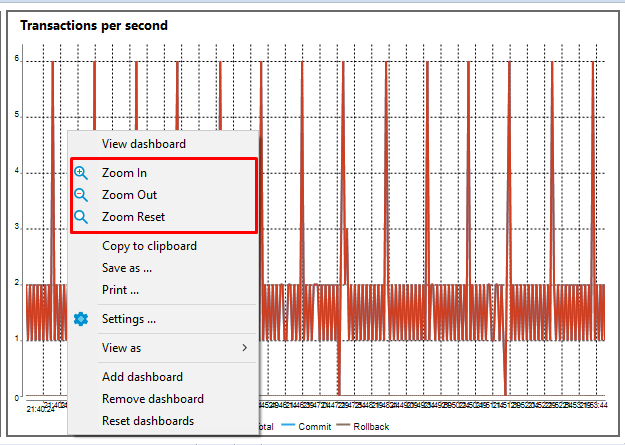 Transactions per second
6
5
4
3
2
1
0
View dashboard
Zoom In
Zoom Out
Zoom Reset
Copy to clipboard
Save as ...
Print ...
Settings ...
View as
Add dashboard
Remove dashboard
Reset dashboards
21:40:24
Commit
Rollback